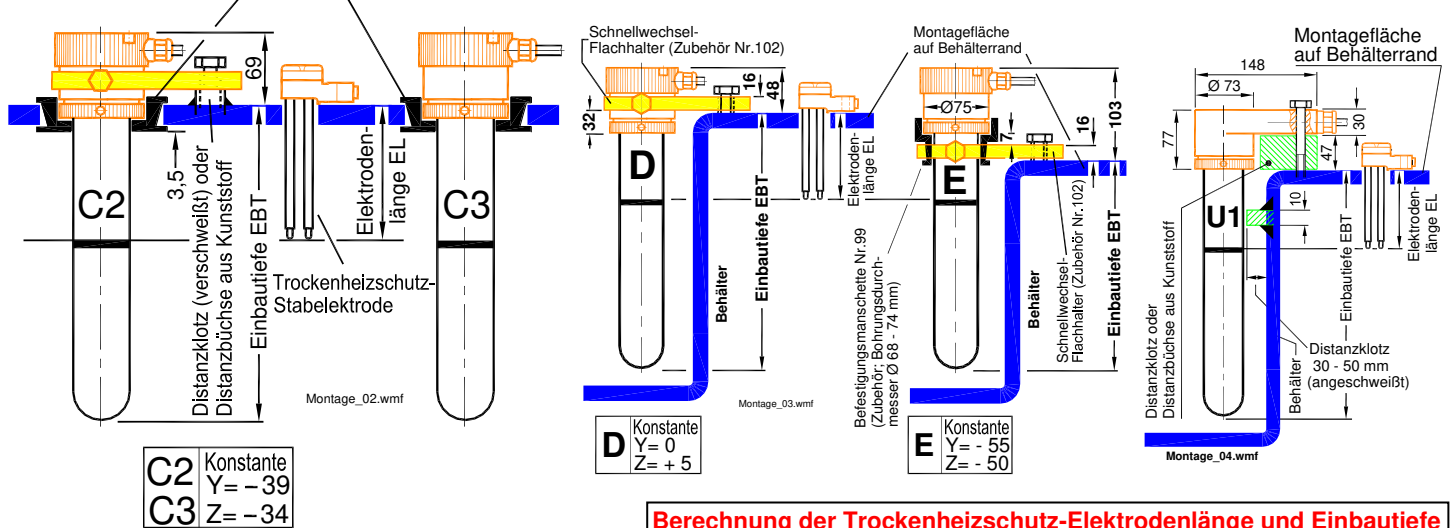 69
C2
C3
3,5
Distanzklotz (verschweißt) oder
Distanzbüchse aus Kunststoff
Einbautiefe EBT
Elektroden-
länge EL
Trockenheizschutz-
Stabelektrode
Montage_02.wmf
C2
C3
Konstante
Y= −39
Z= −34
Schnellwechsel-
Flachhalter (Zubehör Nr.102)
16
48
32
D
Behälter
Einbautiefe EBT
Elektroden-
länge EL
Montage_03.wmf
D
Konstante
Y= 0
Z= + 5
Montagefläche
auf Behälterrand
Ø75
7
16
103
E
Befestigungsmanschette Nr.99
(Zubehör; Bohrungsdurch-
messer Ø 68 - 74 mm)
Behälter
Schnellwechsel-
Flachhalter (Zubehör Nr.102)
Einbautiefe EBT
E
Konstante
Y= - 55
Z= - 50
Montagefläche
auf Behälterrand
148
Ø 73
77
30
47
10
U1
Distanzklotz oder
Distanzbüchse aus Kunststoff
Behälter
Einbautiefe EBT
Elektroden-
länge EL
Distanzklotz
30 - 50 mm
(angeschweißt)
Montage_04.wmf
Berechnung der Trockenheizschutz-Elektrodenlänge und Einbautiefe